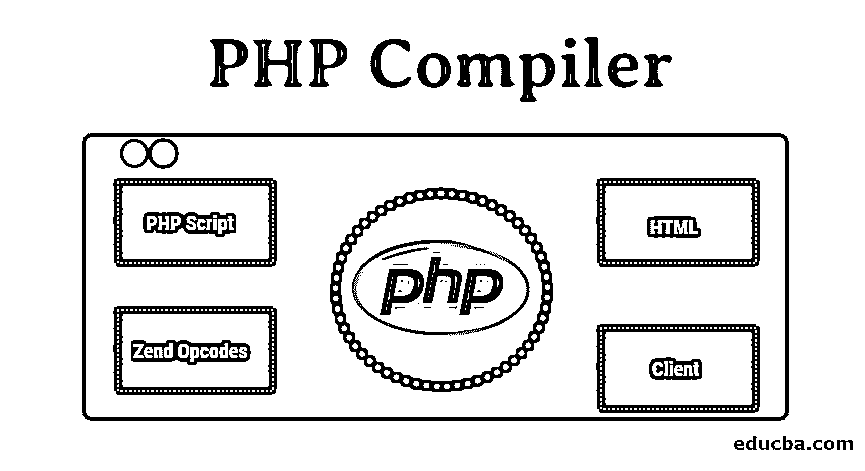 PHP Compiler
PHP Script
HTML
php
Zend Opcodes
Client
educba.com